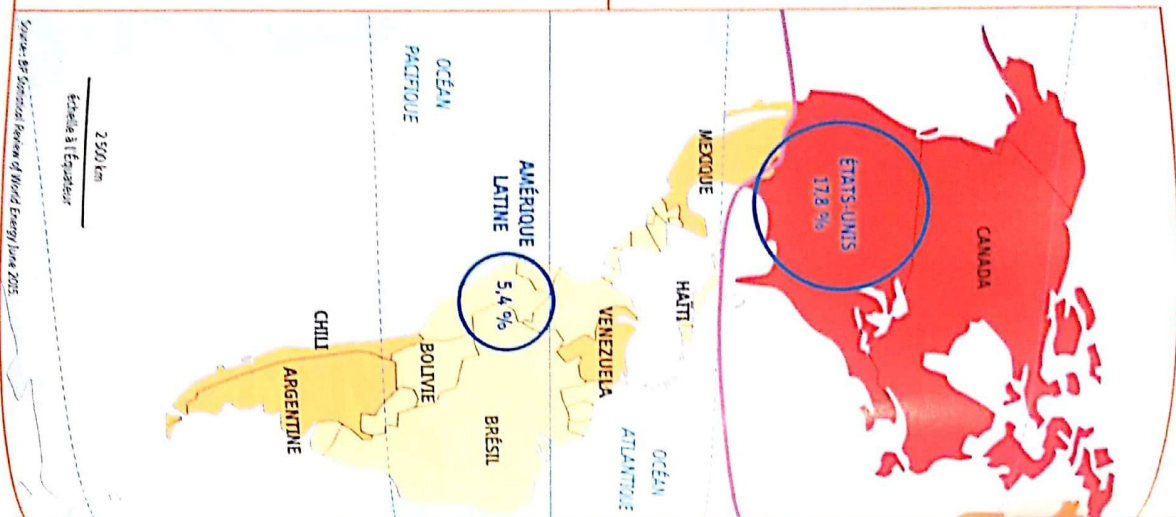 CANADA
ÉTATS-UNIS
17,8 %
MEXIQUE
HAÏTI
OCÉAN
ATLANTIQUE
VENEZUELA
AMÉRIQUE
LATINE
5,4 %
OCÉAN
PACIFIQUE
BRÉSIL
BOLIVIE
CHILI
ARGENTINE
2 500 km
échelle à l'Équateur
Source : BP Statistical Review of World Energy June 2015.